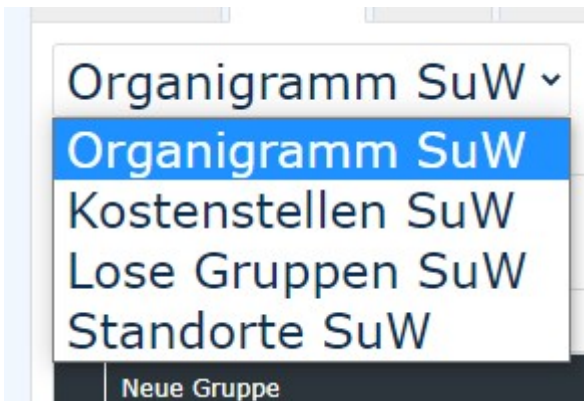 Organigramm SuW
Organigramm SuW
Kostenstellen SuW
Lose Gruppen SuW
Standorte SuW
Neue Gruppe